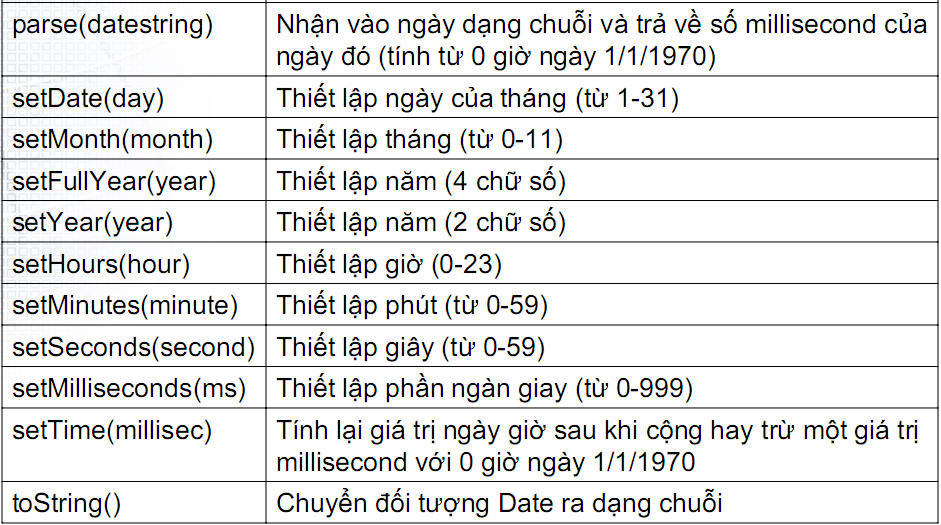 parse(datestring) Nhận vào ngày dạng chuỗi và trả về số millisecond của
ngày đó (tính từ 0 giờ ngày 1/1/1970)
setDate(day) Thiết lập ngày của tháng (từ 1-31)
setMonth(month) Thiết lập tháng (từ 0-11)
setFullYear(year) Thiết lập năm (4 chữ số)
setYear(year) Thiết lập năm (2 chữ số)
setHours(hour) Thiết lập giờ (0-23)
setMinutes(minute) Thiết lập phút (từ 0-59)
setSeconds(second) Thiết lập giây (từ 0-59)
setMilliseconds(ms) Thiết lập phần ngàn giay (từ 0-999)
setTime(millisec) Tính lại giá trị ngày giờ sau khi cộng hay trừ một giá trị
millisecond với 0 giờ ngày 1/1/1970
toString() Chuyển đối tượng Date ra dạng chuỗi